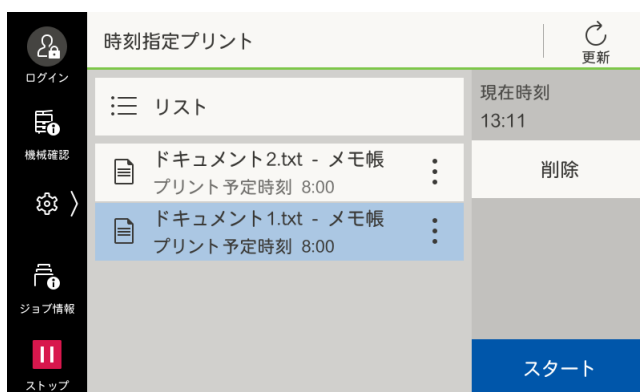 ログイン
機械確認
ジョブ情報
ストップ
時刻指定プリント
更新
リスト
ドキュメント2.txt - メモ帳
プリント予定時刻 8:00
ドキュメント1.txt - メモ帳
プリント予定時刻 8:00
現在時刻
13:11
削除
スタート